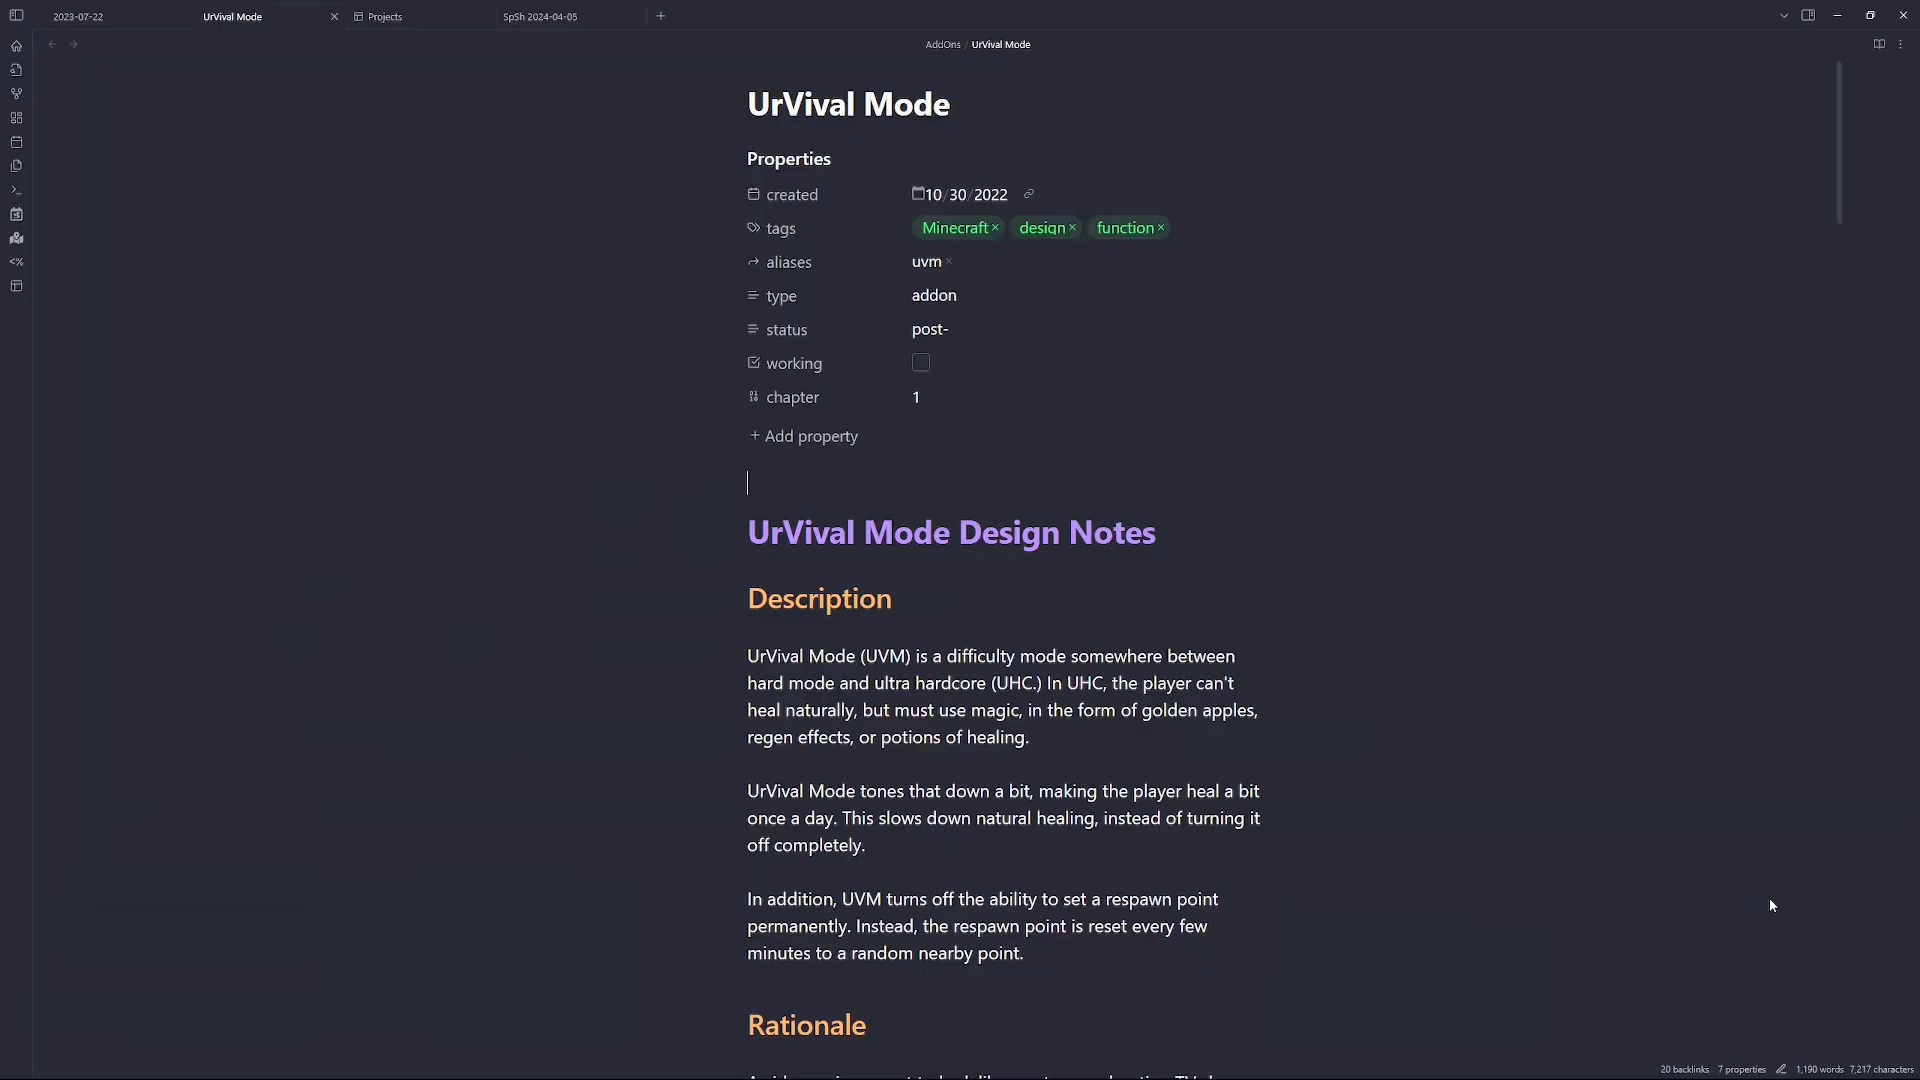 2023-07-22
UrVival Mode
Projects
SpSh 2024-04-05
AddOns / UrVival Mode
UrVival Mode
Properties
created 10/30/2022
tags Minecraft × design × function ×
aliases uvm ×
type addon
status post-
working
chapter 1
+ Add property
UrVival Mode Design Notes
Description
UrVival Mode (UVM) is a difficulty mode somewhere between
hard mode and ultra hardcore (UHC.) In UHC, the player can't
heal naturally, but must use magic, in the form of golden apples,
regen effects, or potions of healing.
UrVival Mode tones that down a bit, making the player heal a bit
once a day. This slows down natural healing, instead of turning it
off completely.
In addition, UVM turns off the ability to set a respawn point
permanently. Instead, the respawn point is reset every few
minutes to a random nearby point.
Rationale
20 backlinks 7 properties 1,190 words 7,217 characters